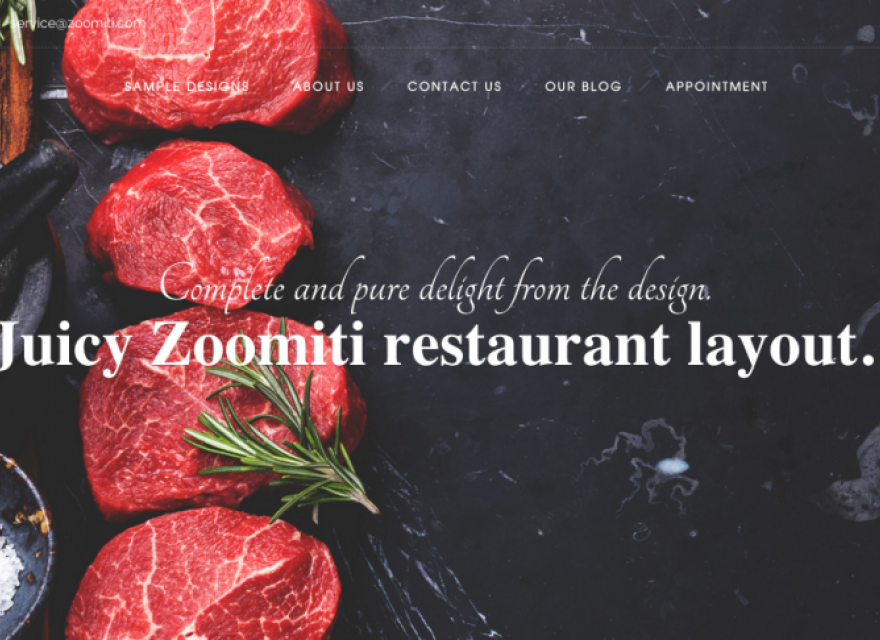 service@zoomiti.com
SAMPLE DESIGNS ABOUT US CONTACT US OUR BLOG APPOINTMENT
Complete and pure delight from the design.
Juicy Zoomiti restaurant layout.